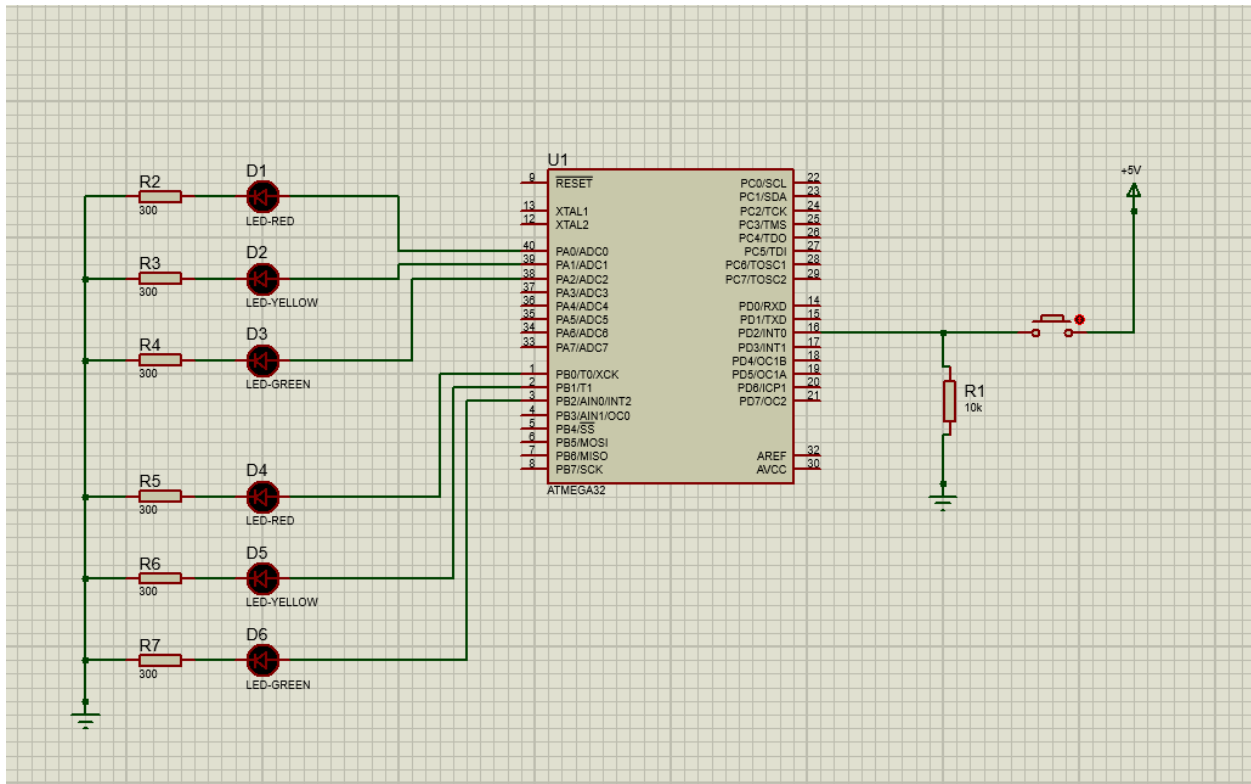 U1
R2
300
D1
LED-RED
R3
300
D2
LED-YELLOW
R4
300
D3
LED-GREEN
R5
300
D4
LED-RED
R6
300
D5
LED-YELLOW
R7
300
D6
LED-GREEN
9 RESET
13 XTAL1
12 XTAL2
40 PA0/ADC0
39 PA1/ADC1
38 PA2/ADC2
37 PA3/ADC3
36 PA4/ADC4
35 PA5/ADC5
34 PA6/ADC6
33 PA7/ADC7
1 PB0/T0/XCK
2 PB1/T1
3 PB2/AIN0/INT2
4 PB3/AIN1/OC0
5 PB4/SS
6 PB5/MOSI
7 PB6/MISO
8 PB7/SCK
PC0/SCL 22
PC1/SDA 23
PC2/TCK 24
PC3/TMS 25
PC4/TDO 26
PC5/TDI 27
PC6/TOSC1 28
PC7/TOSC2 29
PD0/RXD 14
PD1/TXD 15
PD2/INT0 16
PD3/INT1 17
PD4/OC1B 18
PD5/OC1A 19
PD6/ICP1 20
PD7/OC2 21
AREF 32
AVCC 30
ATMEGA32
+5V
R1
10k